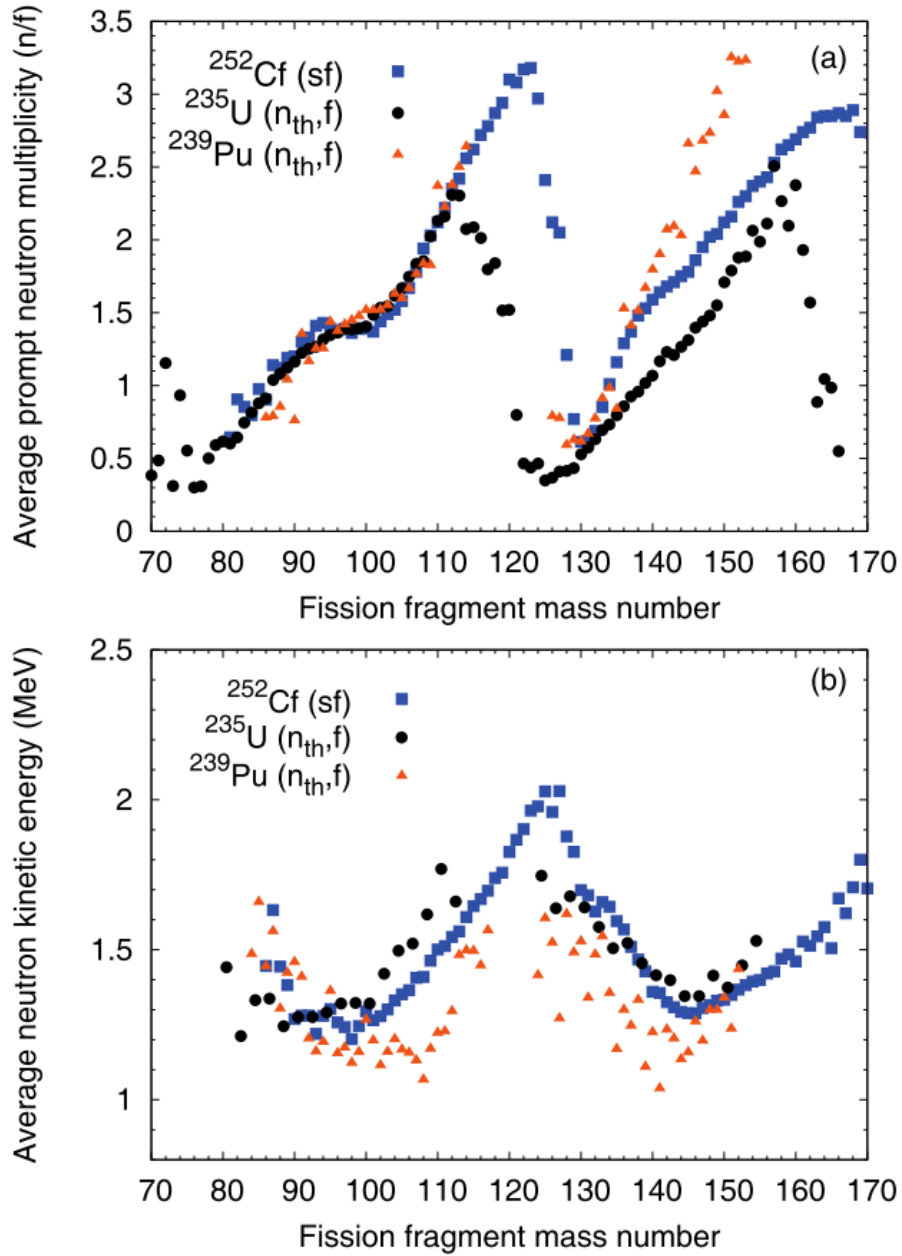 Average prompt neutron multiplicity (n/f)
3.5
3
2.5
2
1.5
1
0.5
0
(a)
²⁵²Cf (sf)
²³⁵U (nₜₕ,f)
²³⁹Pu (nₜₕ,f)
70 80 90 100 110 120 130 140 150 160 170
Fission fragment mass number
Average neutron kinetic energy (MeV)
2.5
2
1.5
1
(b)
²⁵²Cf (sf)
²³⁵U (nₜₕ,f)
²³⁹Pu (nₜₕ,f)
70 80 90 100 110 120 130 140 150 160 170
Fission fragment mass number